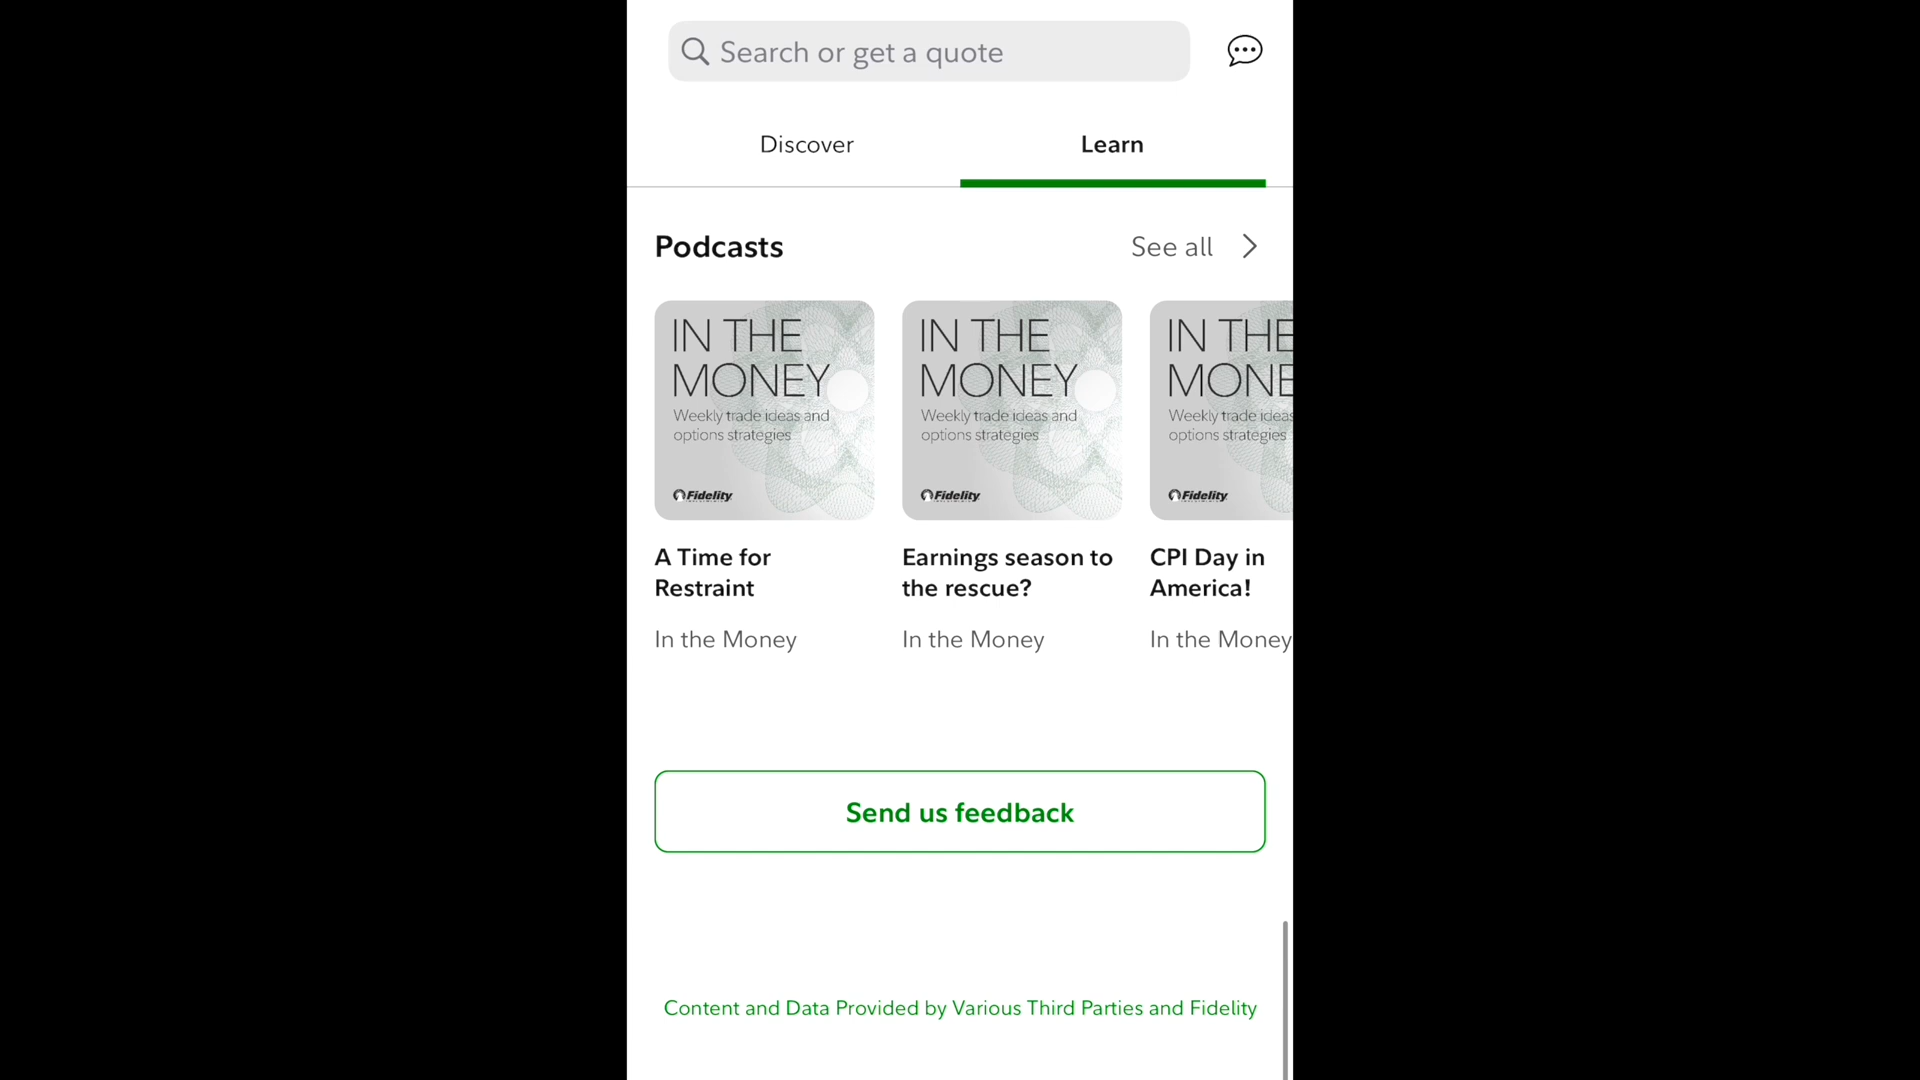 Search or get a quote
Discover
Learn
Podcasts
See all
IN THE
MONEY
Weekly trade ideas and
options strategies
Fidelity
A Time for
Restraint
In the Money
IN THE
MONEY
Weekly trade ideas and
options strategies
Fidelity
Earnings season to
the rescue?
In the Money
IN THE
MONE
Weekly trade ideas
options strategies
Fidelity
CPI Day in
America!
In the Money
Send us feedback
Content and Data Provided by Various Third Parties and Fidelity